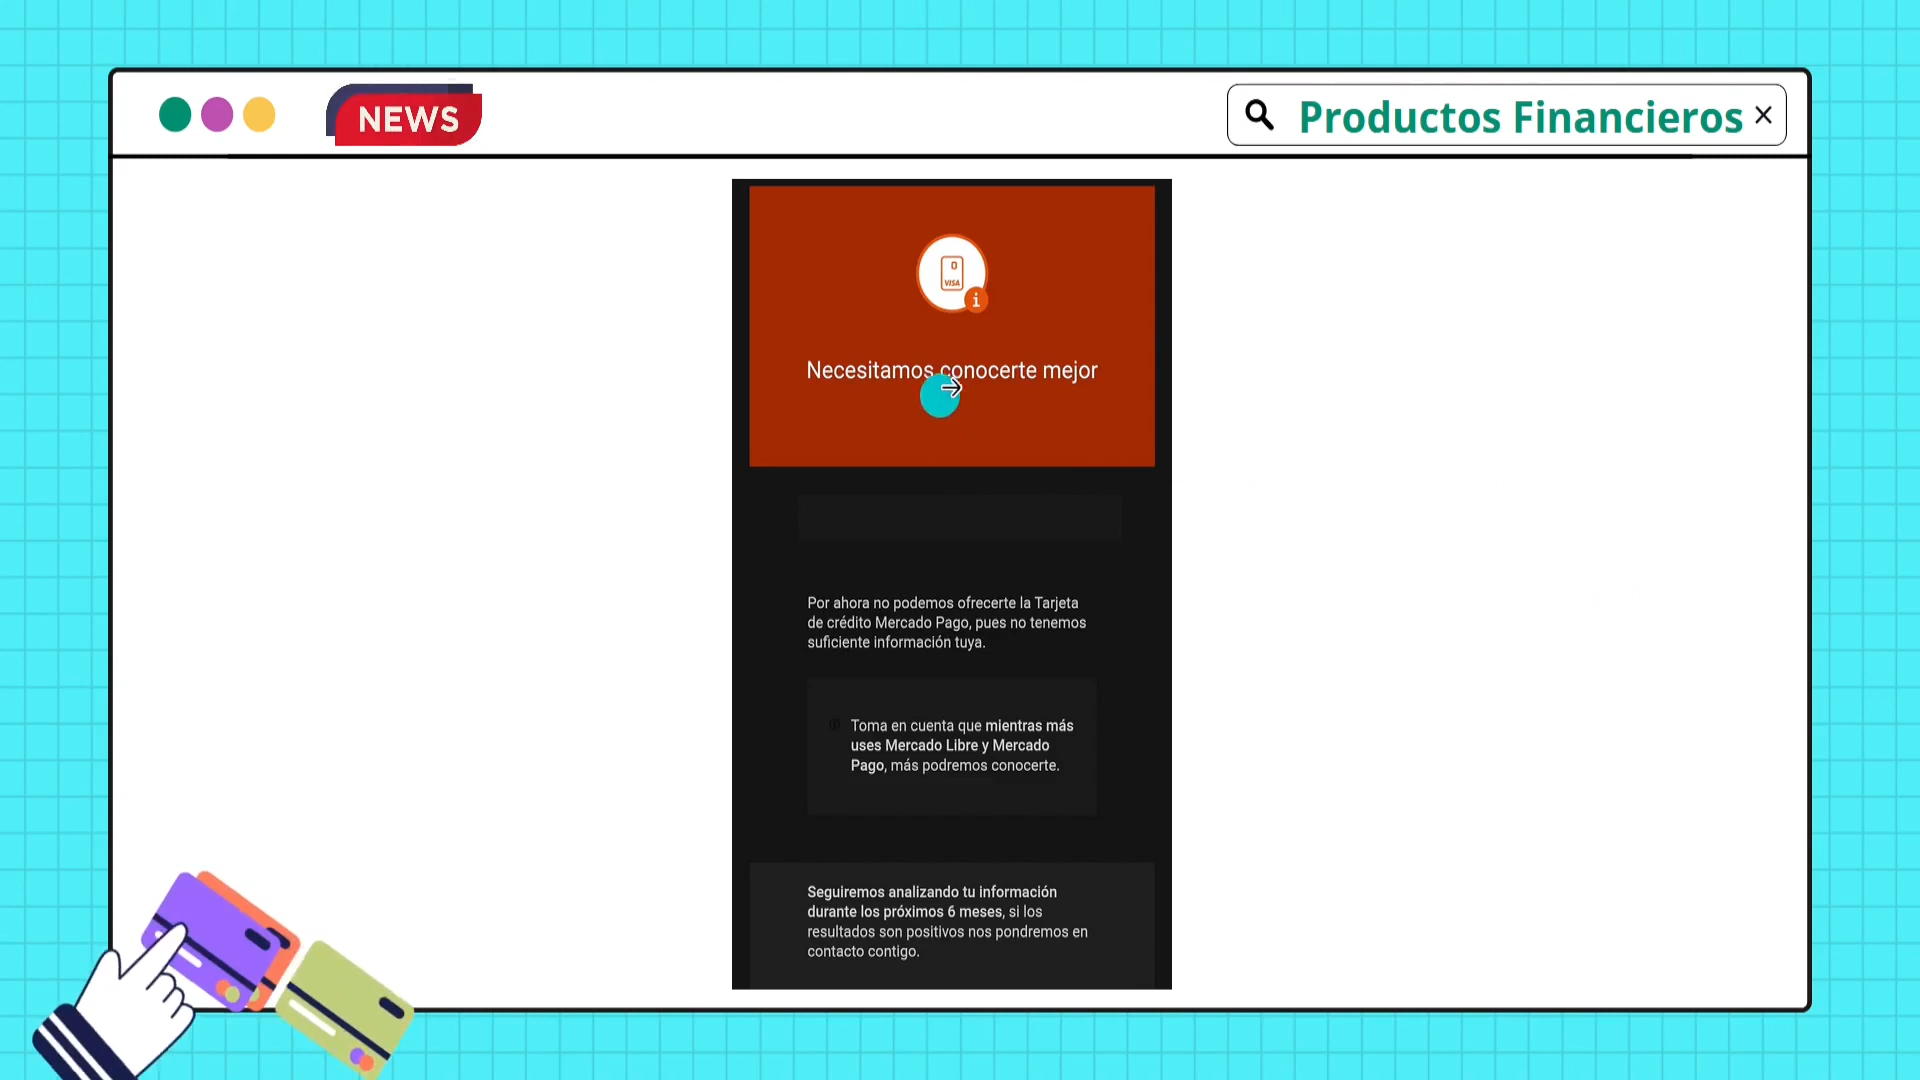 NEWS
Productos Financieros
VISA
Necesitamos conocerte mejor
Por ahora no podemos ofrecerte la Tarjeta
de crédito Mercado Pago, pues no tenemos
suficiente información tuya.
Toma en cuenta que mientras más
uses Mercado Libre y Mercado
Pago, más podremos conocerte.
Seguiremos analizando tu información
durante los próximos 6 meses, si los
resultados son positivos nos pondremos en
contacto contigo.